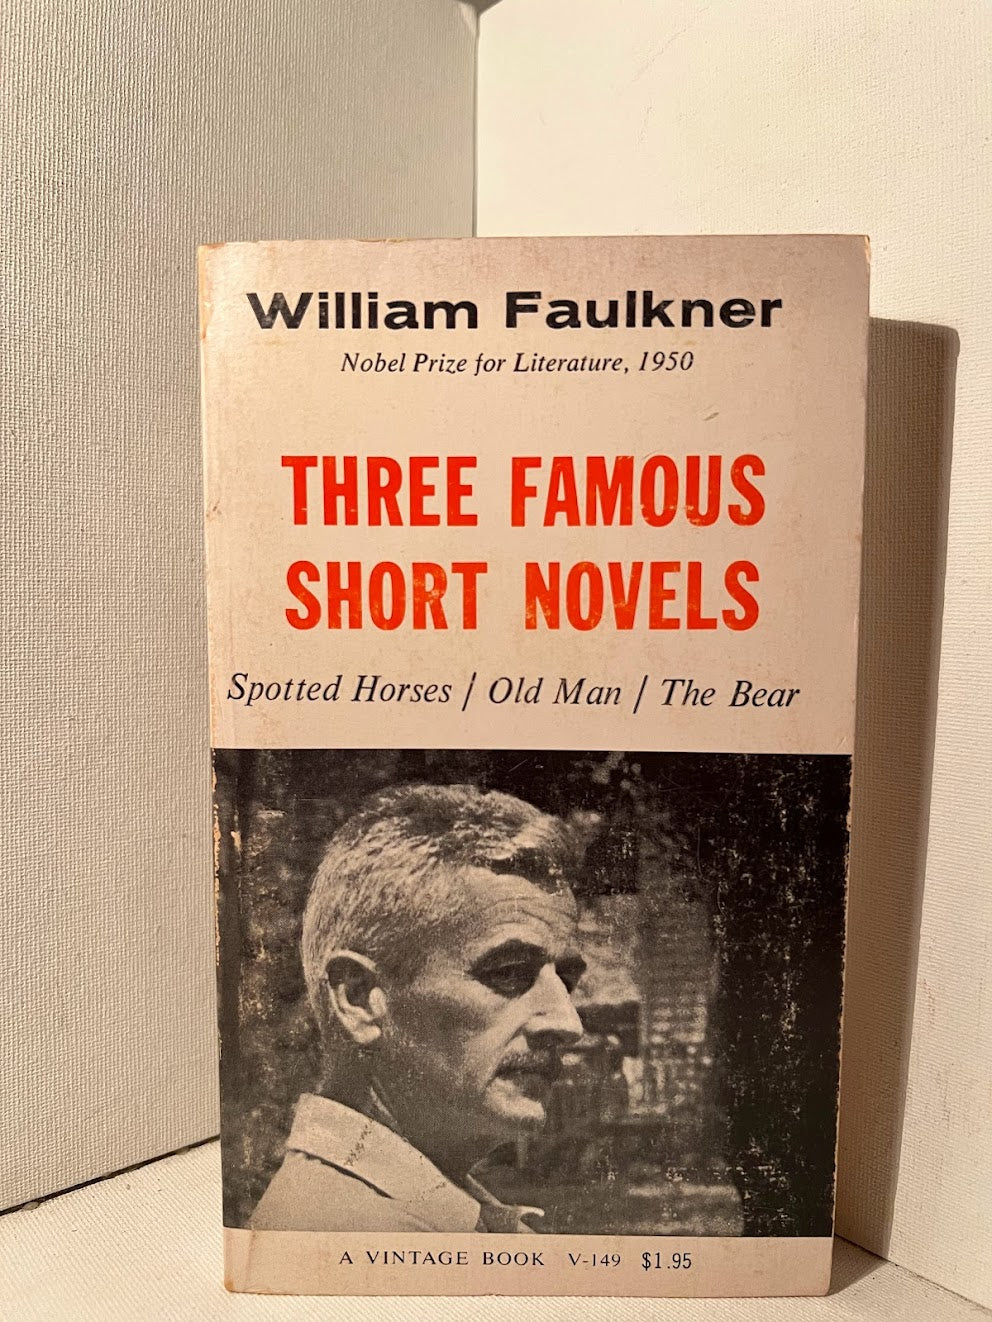 William Faulkner
Nobel Prize for Literature, 1950
THREE FAMOUS
SHORT NOVELS
Spotted Horses / Old Man / The Bear
A VINTAGE BOOK V-149 $1.95